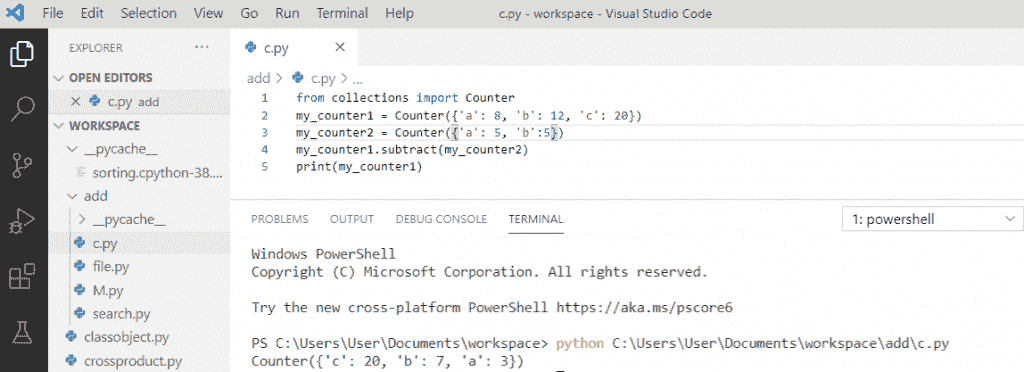 File Edit Selection View Go Run Terminal Help c.py - workspace - Visual Studio Code
EXPLORER ...
OPEN EDITORS
c.py add
WORKSPACE
__pycache__
sorting.cpython-38....
add
__pycache__
c.py
file.py
M.py
search.py
classobject.py
crossproduct.py
c.py
add > c.py > ...
1 from collections import Counter
2 my_counter1 = Counter({'a': 8, 'b': 12, 'c': 20})
3 my_counter2 = Counter({'a': 5, 'b':5})
4 my_counter1.subtract(my_counter2)
5 print(my_counter1)
PROBLEMS OUTPUT DEBUG CONSOLE TERMINAL 1: powershell
Windows PowerShell
Copyright (C) Microsoft Corporation. All rights reserved.
Try the new cross-platform PowerShell https://aka.ms/pscore6
PS C:\Users\User\Documents\workspace> python C:\Users\User\Documents\workspace\add\c.py
Counter({'c': 20, 'b': 7, 'a': 3})